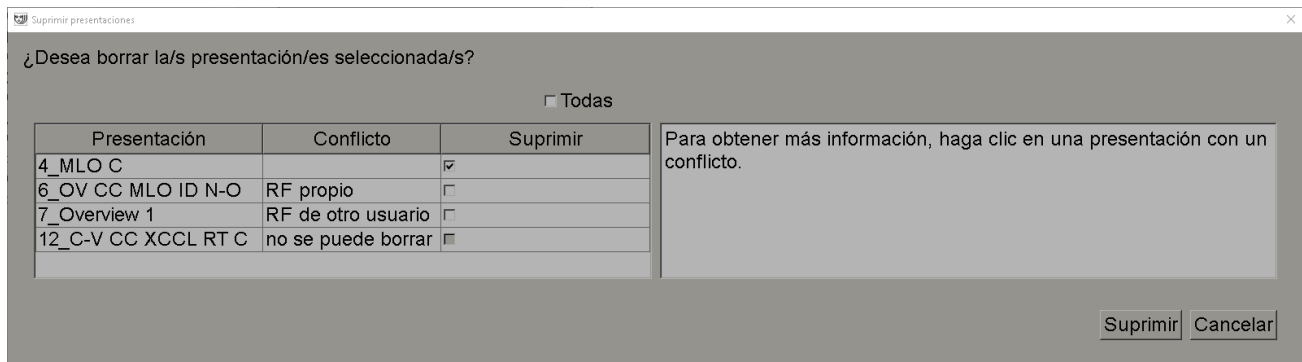 Suprimir presentaciones
¿Desea borrar la/s presentación/es seleccionada/s?
Todas
Presentación Conflicto Suprimir
4_MLO C
6_OV CC MLO ID N-O RF propio
7_Overview 1 RF de otro usuario
12_C-V CC XCCL RT C no se puede borrar
Para obtener más información, haga clic en una presentación con un
conflicto.
Suprimir Cancelar